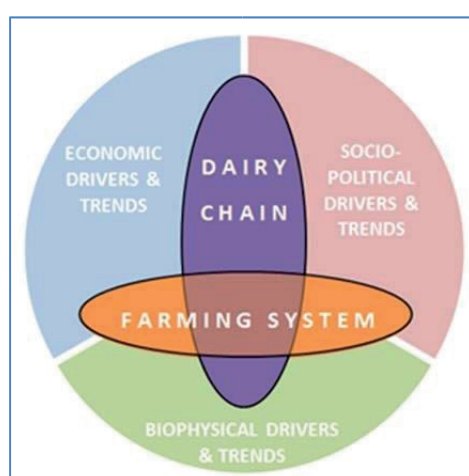 ECONOMIC
DRIVERS &
TRENDS
DAIRY
CHAIN
SOCIO-
POLITICAL
DRIVERS &
TRENDS
FARMING SYSTEM
BIOPHYSICAL DRIVERS
& TRENDS